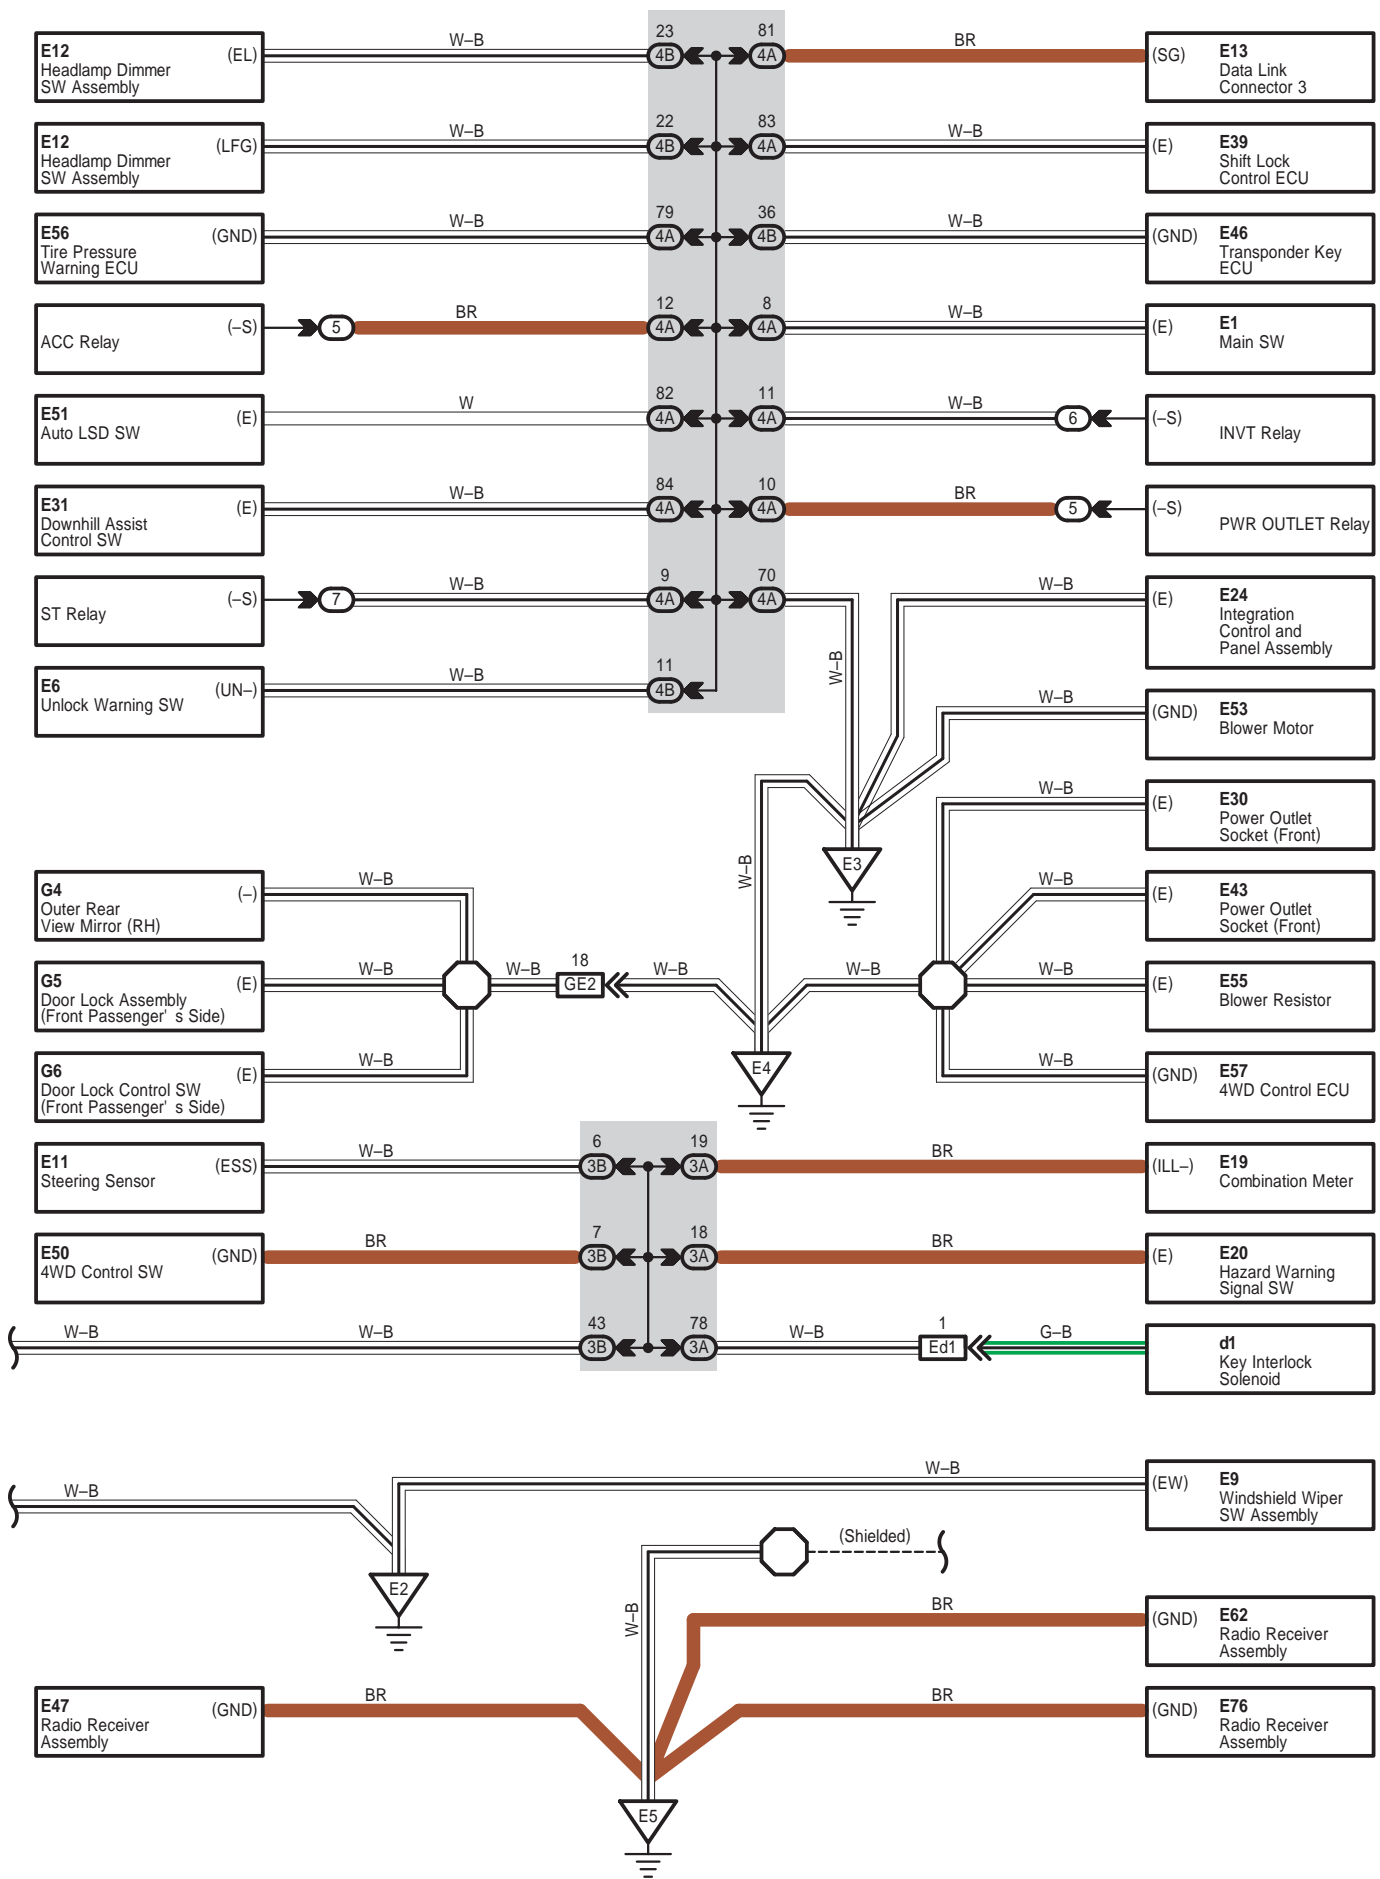 E12 (EL) W–B 23 4B 81 4A BR (SG) E13
Headlamp Dimmer Data Link
SW Assembly Connector 3
E12 (LFG) W–B 22 4B 83 4A W–B (E) E39
Headlamp Dimmer Shift Lock
SW Assembly Control ECU
E56 (GND) W–B 79 4A 36 4B W–B (GND) E46
Tire Pressure Transponder Key
Warning ECU ECU
(–S) 5 BR 12 4A 8 4A W–B (E) E1
ACC Relay Main SW
E51 (E) W 82 4A 11 4A W–B 6 (–S)
Auto LSD SW INVT Relay
E31 (E) W–B 84 4A 10 4A BR 5 (–S)
Downhill Assist PWR OUTLET Relay
Control SW
(–S) 7 W–B 9 4A 70 4A W–B (E) E24
ST Relay Integration
Control and
Panel Assembly
W–B
E6 (UN–) W–B 11 4B
Unlock Warning SW
W–B (GND) E53
Blower Motor
W–B (E) E30
Power Outlet
Socket (Front)
W–B
E3
G4 (–) W–B W–B (E) E43
Outer Rear Power Outlet
View Mirror (RH) Socket (Front)
G5 (E) W–B W–B 18 GE2 W–B W–B W–B (E) E55
Door Lock Assembly Blower Resistor
(Front Passenger' s Side)
E4
G6 (E) W–B W–B (GND) E57
Door Lock Control SW 4WD Control ECU
(Front Passenger' s Side)
E11 (ESS) W–B 6 3B 19 3A BR (ILL–) E19
Steering Sensor Combination Meter
E50 (GND) BR 7 3B 18 3A BR (E) E20
4WD Control SW Hazard Warning
Signal SW
W–B W–B 43 3B 78 3A W–B 1 Ed1 G–B d1
Key Interlock
Solenoid
W–B W–B (EW) E9
Windshield Wiper
SW Assembly
(Shielded)
E2
W–B
BR (GND) E62
Radio Receiver
Assembly
E47 (GND) BR BR (GND) E76
Radio Receiver Radio Receiver
Assembly Assembly
E5